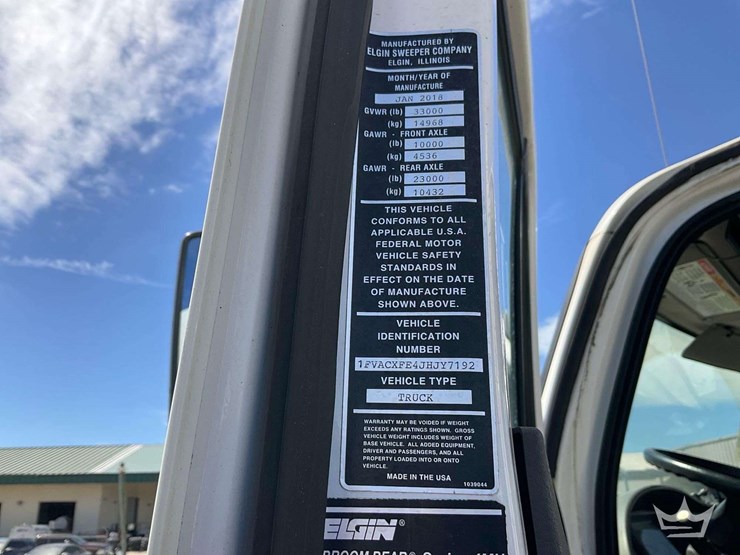 MANUFACTURED BY
ELGIN SWEEPER COMPANY
ELGIN, ILLINOIS
MONTH/YEAR OF
MANUFACTURE
JAN 2018
GVWR (lb) 33000
(kg) 14968
GAWR - FRONT AXLE
(lb) 10000
(kg) 4536
GAWR - REAR AXLE
(lb) 23000
(kg) 10432
THIS VEHICLE
CONFORMS TO ALL
APPLICABLE U.S.A.
FEDERAL MOTOR
VEHICLE SAFETY
STANDARDS IN
EFFECT ON THE DATE
OF MANUFACTURE
SHOWN ABOVE.
VEHICLE
IDENTIFICATION
NUMBER
1FVACXFE4JHJY7192
VEHICLE TYPE
TRUCK
WARRANTY MAY BE VOIDED IF WEIGHT
EXCEEDS ANY RATINGS SHOWN. GROSS
VEHICLE WEIGHT INCLUDES WEIGHT OF
BASE VEHICLE. ALL ADDED EQUIPMENT,
DRIVER AND PASSENGERS, AND ALL
PROPERTY LOADED INTO OR ONTO
VEHICLE.
MADE IN THE USA
1039044
ELGIN®